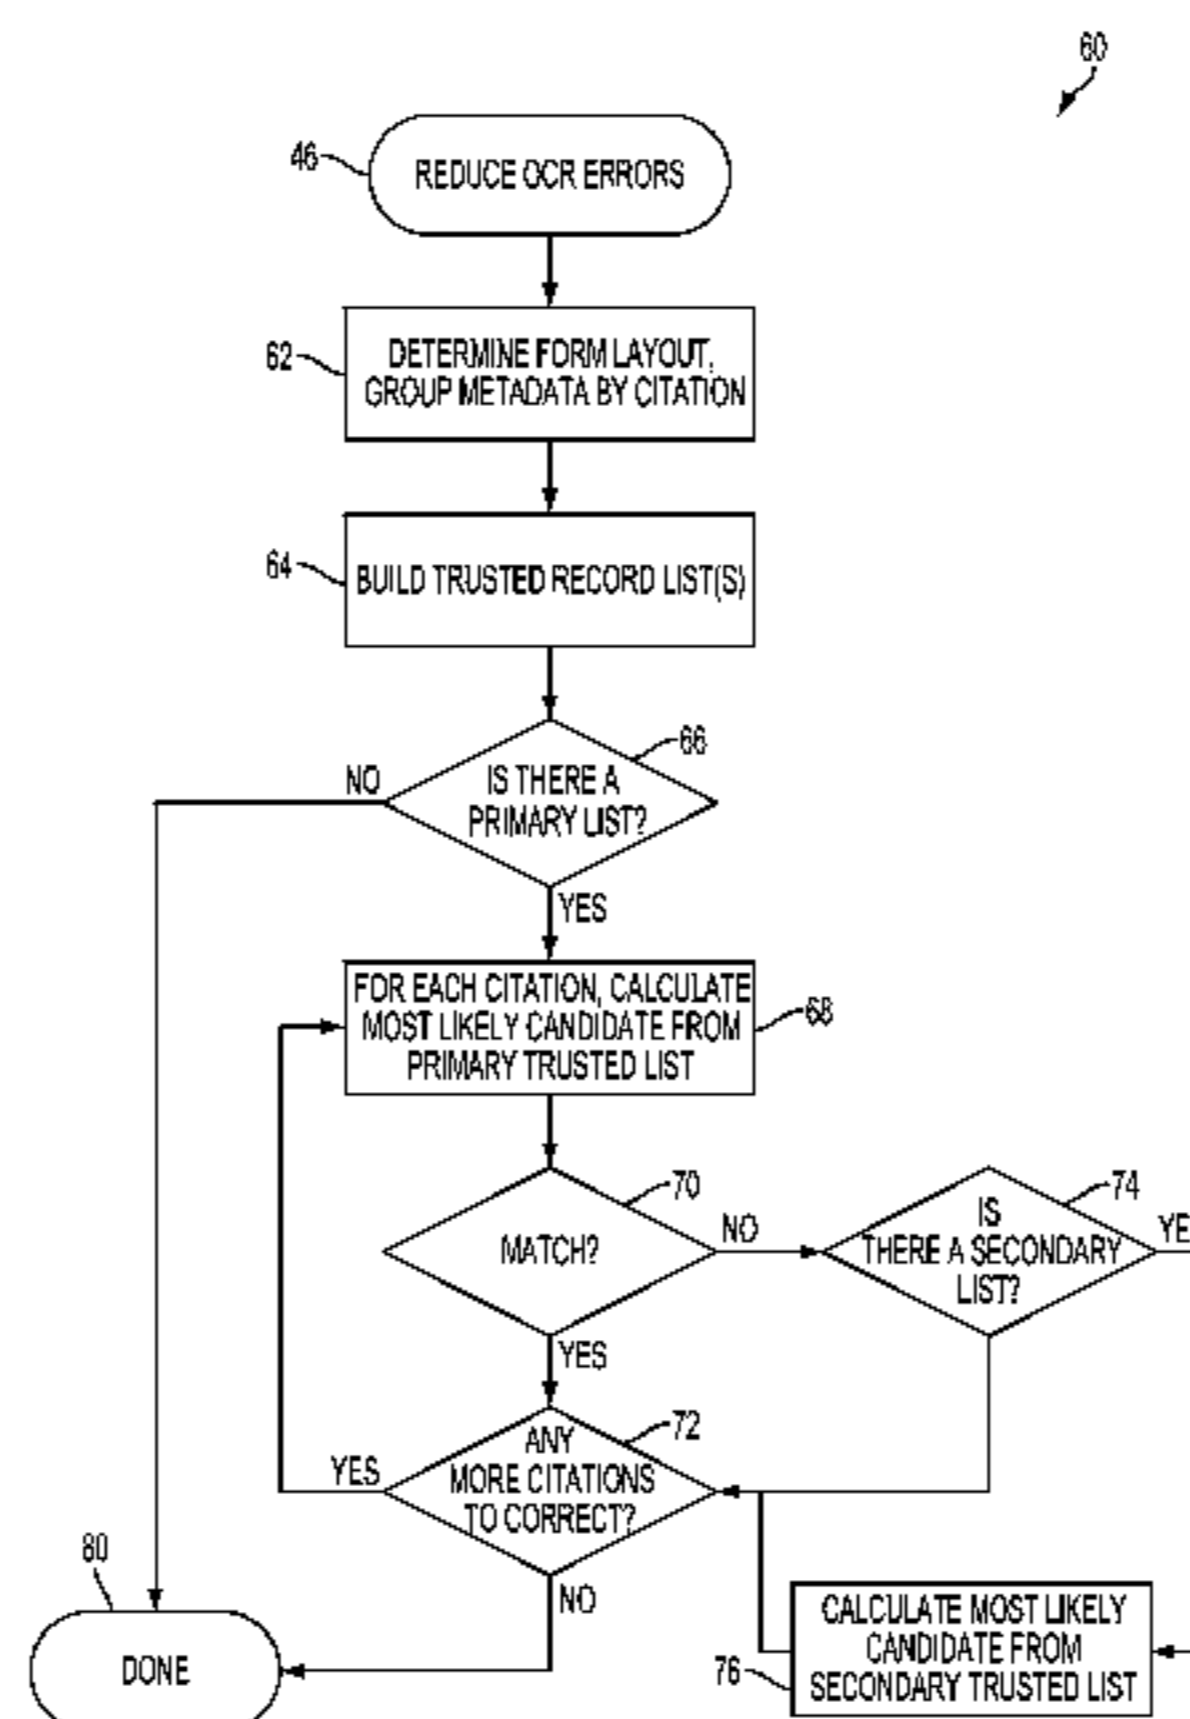 60
46
REDUCE OCR ERRORS
62
DETERMINE FORM LAYOUT,
GROUP METADATA BY CITATION
64
BUILD TRUSTED RECORD LIST(S)
66
NO
IS THERE A
PRIMARY LIST?
YES
FOR EACH CITATION, CALCULATE
MOST LIKELY CANDIDATE FROM
PRIMARY TRUSTED LIST
68
70
MATCH?
NO
74
IS
THERE A SECONDARY
LIST?
YE
YES
72
ANY
MORE CITATIONS
TO CORRECT?
YES
NO
80
DONE
CALCULATE MOST LIKELY
CANDIDATE FROM
SECONDARY TRUSTED LIST
76